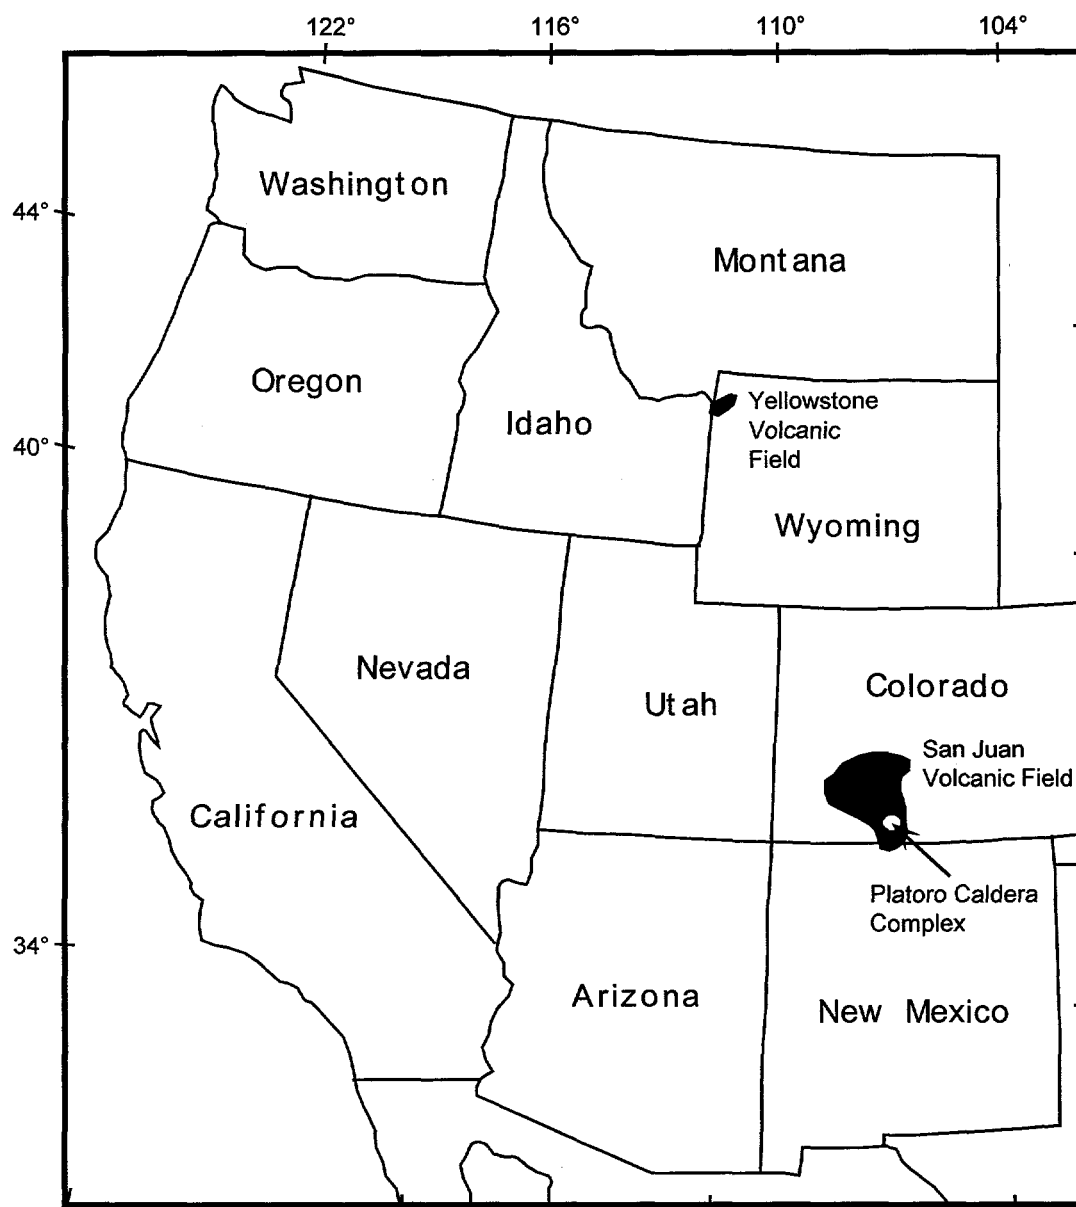 122°
116°
110°
104°
Washington
44°
Montana
Oregon
Yellowstone
Volcanic
Field
Idaho
40°
Wyoming
Nevada
Colorado
Utah
San Juan
Volcanic Field
California
Platoro Caldera
Complex
34°
Arizona
New Mexico